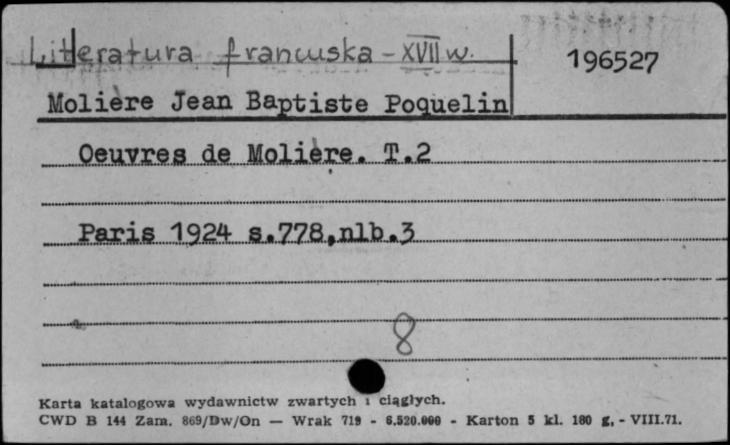 Literatura francuska - XVII w.
196527
Molière Jean Baptiste Poquelin
Oeuvres de Molière. T.2
Paris 1924 s.778,nlb.3
8
Karta katalogowa wydawnictw zwartych i ciągłych.
CWD B 144 Zam. 869/Dw/On — Wrak 719 - 6.520.000 - Karton 5 kl. 180 g, - VIII.71.